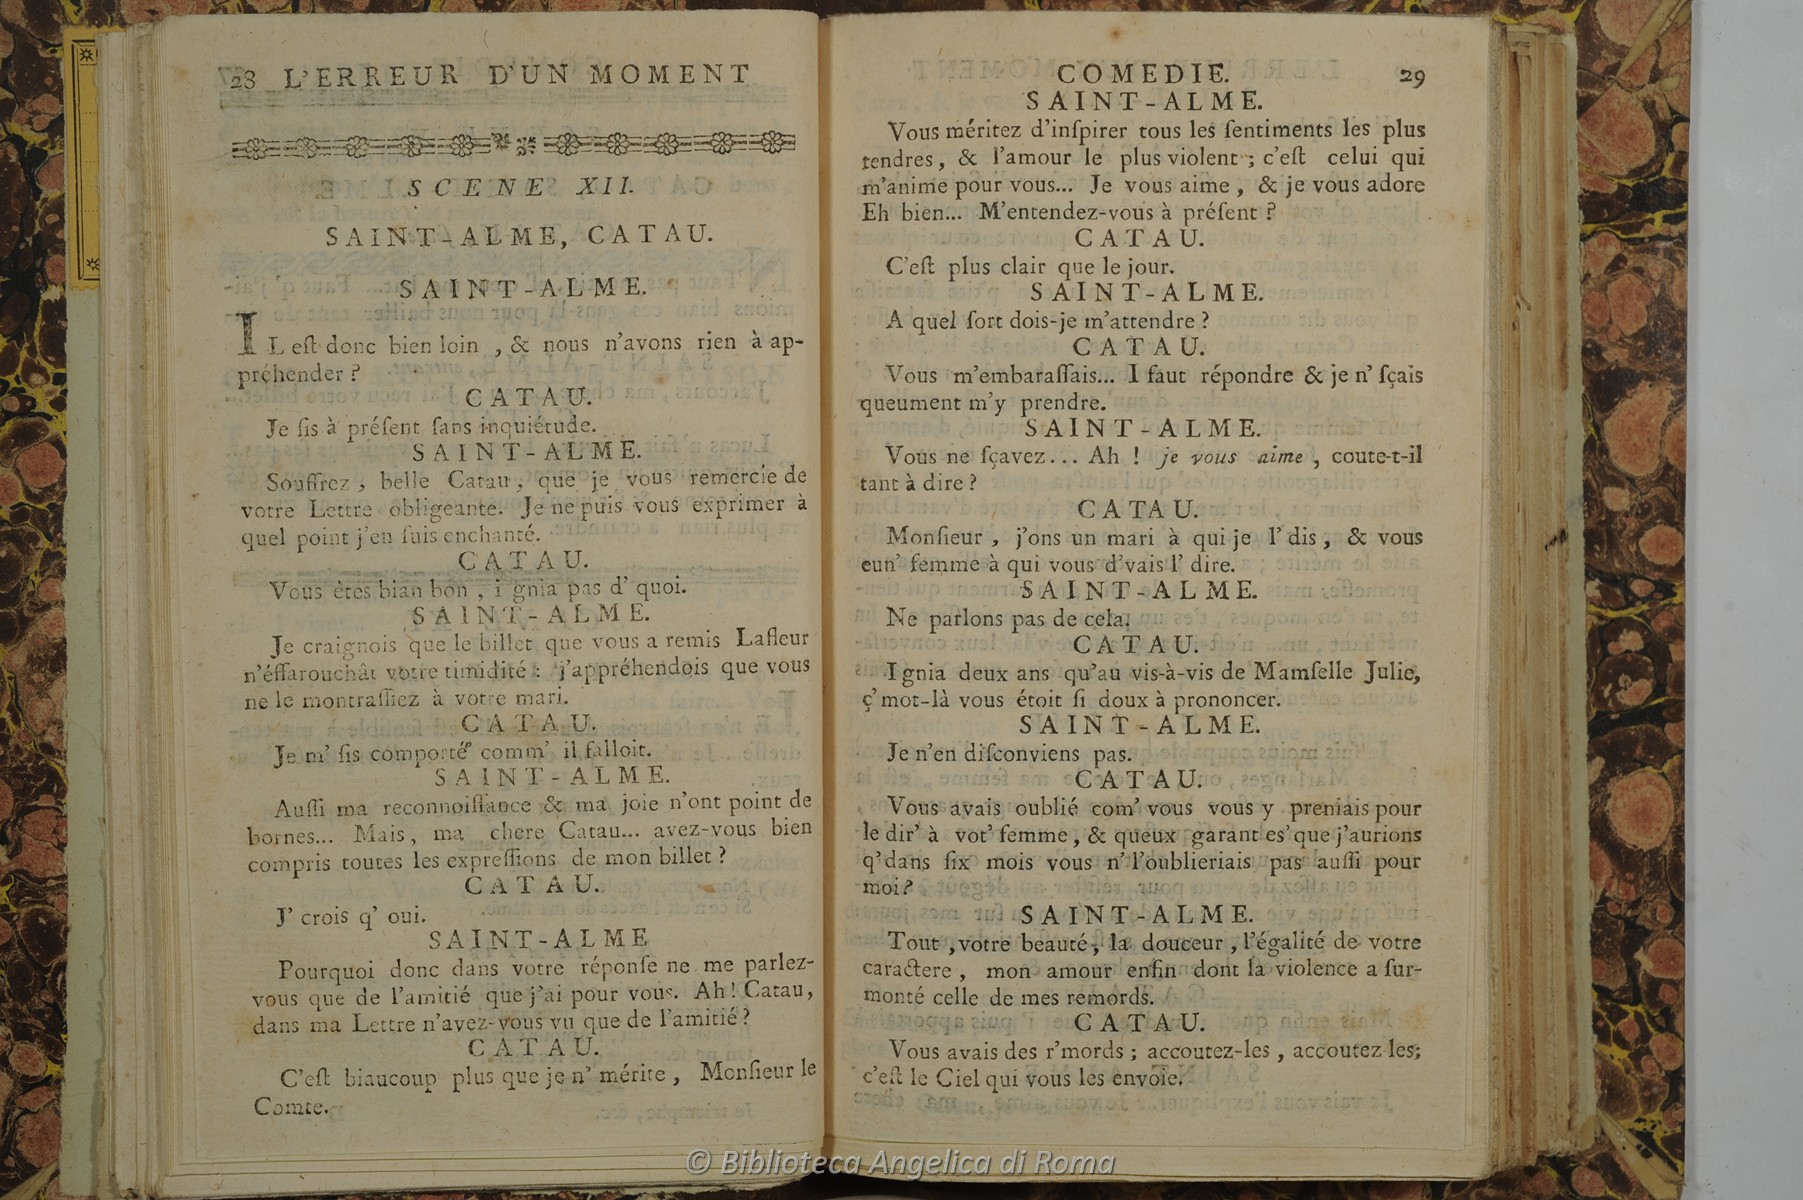 28 L'ERREUR D'UN MOMENT
SCENE XII.
SAINT-ALME, CATAU.
SAINT-ALME.
IL eſt donc bien loin , & nous n'avons rien à ap-
préhender ?
CATAU.
Je ſis à préſent ſans inquiétude.
SAINT-ALME.
Souffrez , belle Catau , que je vous remercie de
votre Lettre obligeante. Je ne puis vous exprimer à
quel point j'en ſuis enchanté.
CATAU.
Vous ètes bian bon , i gnia pas d' quoi.
SAINT-ALME.
Je craignois que le billet que vous a remis Lafleur
n'éffarouchât votre timidité : j'appréhendois que vous
ne le montraſſiez à votre mari.
CATAU.
Je m' ſis comporté comm' il falloit.
SAINT-ALME.
Auſſi ma reconnoiſſance & ma joie n'ont point de
bornes... Mais , ma chere Catau... avez-vous bien
compris toutes les expreſſions de mon billet ?
CATAU.
J' crois q' oui.
SAINT-ALME
Pourquoi donc dans votre réponſe ne me parlez-
vous que de l'amitié que j'ai pour vous. Ah ! Catau,
dans ma Lettre n'avez-vous vu que de l'amitié ?
CATAU.
C'eſt biaucoup plus que je n' mérite , Monſieur le
Comte.
COMEDIE. 29
SAINT-ALME.
Vous méritez d'inſpirer tous les ſentiments les plus
tendres, & l'amour le plus violent ; c'eſt celui qui
m'anime pour vous... Je vous aime , & je vous adore
Eh bien... M'entendez-vous à préſent ?
CATAU.
C'eſt plus clair que le jour.
SAINT-ALME.
A quel ſort dois-je m'attendre ?
CATAU.
Vous m'embaraſſais... I faut répondre & je n' ſçais
queument m'y prendre.
SAINT-ALME.
Vous ne ſçavez... Ah ! je vous aime , coute-t-il
tant à dire ?
CATAU.
Monſieur , j'ons un mari à qui je l' dis , & vous
eun' femme à qui vous d'vais l' dire.
SAINT-ALME.
Ne parlons pas de cela.
CATAU.
I gnia deux ans qu'au vis-à-vis de Mamſelle Julie,
ç' mot-là vous étoit ſi doux à prononcer.
SAINT-ALME.
Je n'en diſconviens pas.
CATAU.
Vous avais oublié com' vous vous y preniais pour
le dir' à vot' femme , & queux garant es' que j'aurions
q'dans ſix mois vous n' l'oublieriais pas auſſi pour
moi ?
SAINT-ALME.
Tout , votre beauté, la douceur , l'égalité de votre
caractere , mon amour enfin dont la violence a ſur-
monté celle de mes remords.
CATAU.
Vous avais des r'mords ; accoutez-les , accoutez les;
c'eſt le Ciel qui vous les envoie.
© Biblioteca Angelica di Roma